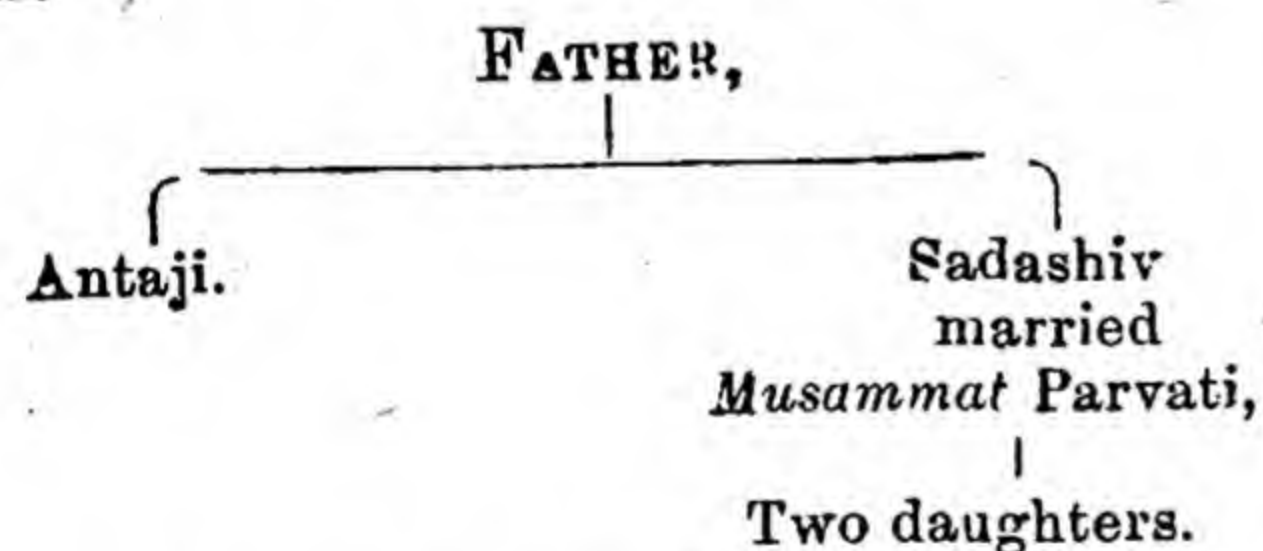 FATHER,
Antaji.
Sadashiv
married
Musammat Parvati,
Two daughters.